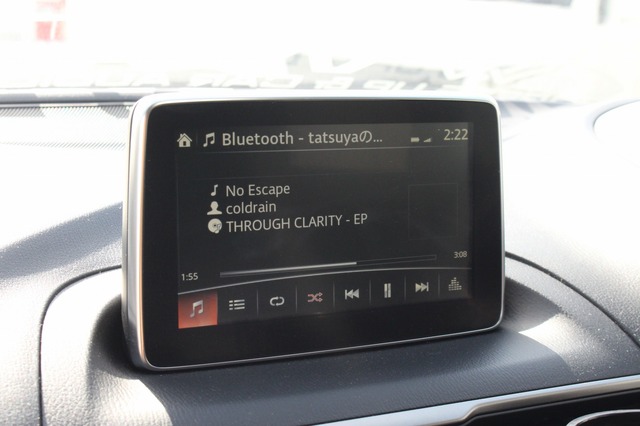 Bluetooth - tatsuyaの...
2:22
No Escape
coldrain
THROUGH CLARITY - EP
1:55
3:08